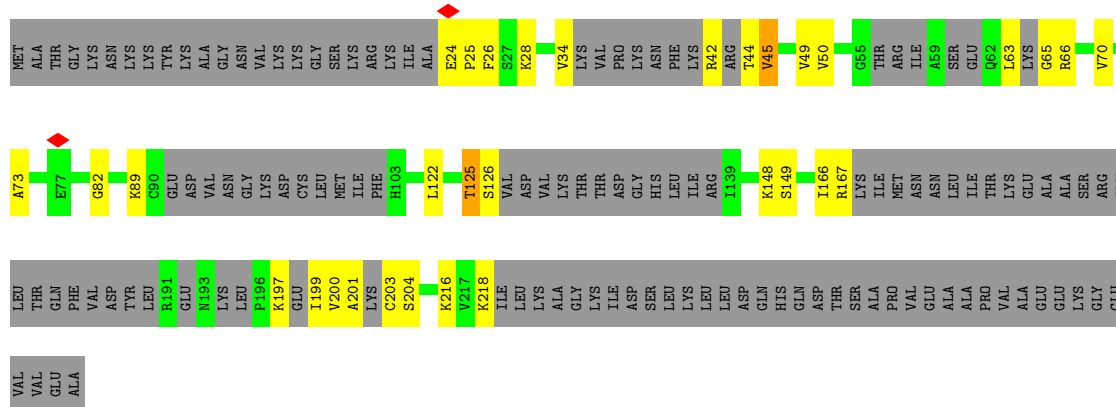 MET ALA THR GLY LYS ASN LYS LYS TYR LYS ALA GLY ASN VAL LYS LYS GLY SER LYS ARG LYS ILE ALA E24 P25 F26 S27 K28 V34 LYS VAL PRO LYS ASN PHE LYS R42 ARG T44 V45 V49 V50 G55 THR ARG ILE A59 SER GLU Q62 L63 LYS G65 R66 V70
A73 E77 G82 K89 C90 GLU ASP VAL ASN GLY LYS ASP CYS LEU MET ILE PHE H103 L122 T125 S126 VAL ASP VAL LYS THR THR ASP GLY HIS LEU ILE ARG I139 K148 S149 I166 R167 LYS ILE MET ASN ASN LEU ILE THR LYS GLU ALA ALA SER ARG
LEU THR GLN PHE VAL ASP TYR LEU R191 GLU N193 LYS LEU P196 K197 GLU I199 V200 A201 LYS C203 S204 K216 V217 K218 ILE LEU LYS ALA GLY LYS ILE ASP SER LEU LYS LEU LEU ASP GLN HIS GLN ASP THR SER ALA PRO VAL GLU ALA ALA PRO VAL ALA GLU GLU LYS GLY GLU
VAL VAL GLU ALA